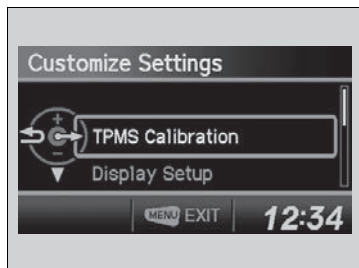 Customize Settings
+
TPMS Calibration
−
Display Setup
MENU EXIT
12:34